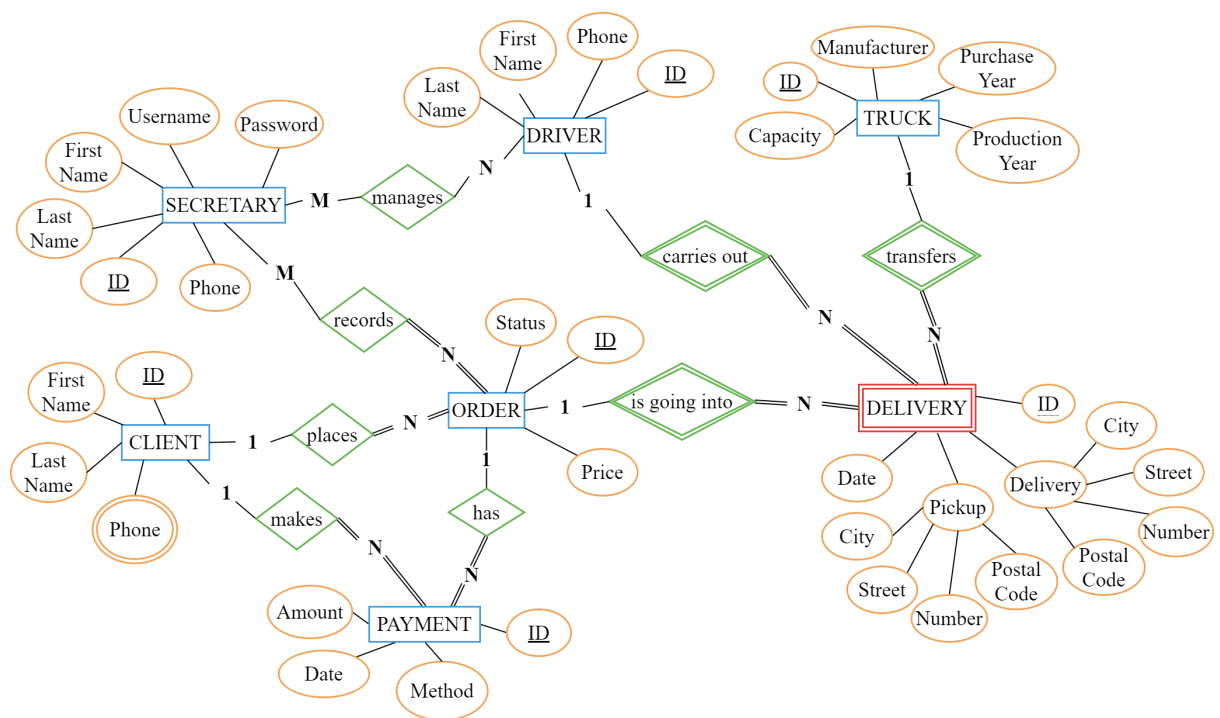 First
Name
Phone
ID
Last
Name
DRIVER
Manufacturer
Purchase
Year
ID
Capacity
TRUCK
Production
Year
Username
Password
First
Name
Last
Name
SECRETARY
ID
Phone
M
manages
N
1
1
carries out
transfers
M
records
N
N
N
Status
ID
First
Name
ID
CLIENT
Last
Name
Phone
1
places
N
ORDER
1
is going into
N
DELIVERY
ID
Price
1
makes
N
1
has
N
Date
Pickup
City
Street
Number
Postal
Code
Delivery
City
Street
Number
Postal
Code
Amount
PAYMENT
ID
Date
Method